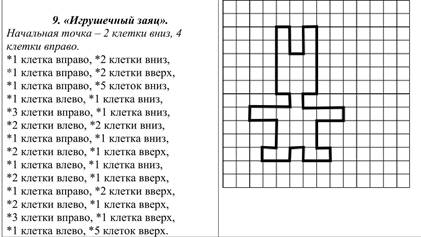 9. «Игрушечный заяц».
Начальная точка – 2 клетки вниз, 4
клетки вправо.
*1 клетка вправо, *2 клетки вниз,
*1 клетка вправо, *2 клетки вверх,
*1 клетка вправо, *5 клеток вниз,
*1 клетка влево, *1 клетка вниз,
*3 клетки вправо, *1 клетка вниз,
*2 клетки влево, *2 клетки вниз,
*1 клетка вправо, *1 клетка вниз,
*2 клетки влево, *1 клетка вверх,
*1 клетка влево, *1 клетка вниз,
*2 клетки влево, *1 клетка вверх,
*1 клетка вправо, *2 клетки вверх,
*2 клетки влево, *1 клетка вверх,
*3 клетки вправо, *1 клетка вверх,
*1 клетка влево, *5 клеток вверх.